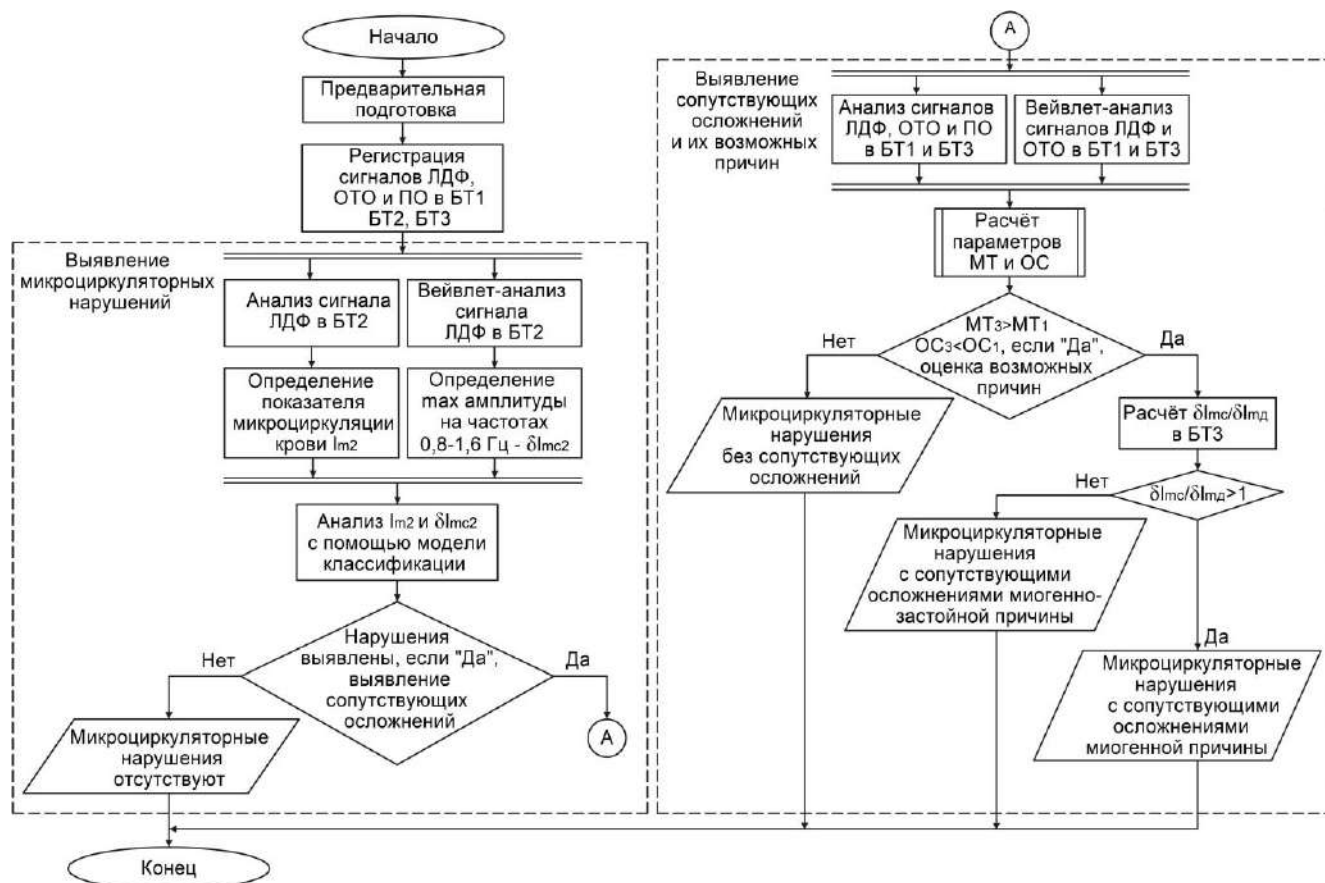 Начало
Предварительная
подготовка
Регистрация
сигналов ЛДФ,
ОТО и ПО в БТ1
БТ2, БТ3
Выявление
микроциркуляторных
нарушений
Анализ сигнала
ЛДФ в БТ2
Вейвлет-анализ
сигнала
ЛДФ в БТ2
Определение
показателя
микроциркуляции
крови Im2
Определение
max амплитуды
на частотах
0,8-1,6 Гц - δImc2
Анализ Im2 и δImc2
с помощью модели
классификации
Нарушения
выявлены, если "Да",
выявление
сопутствующих
осложнений
Нет
Да
Микроциркуляторные
нарушения
отсутствуют
А
Конец
А
Выявление
сопутствующих
осложнений
и их возможных
причин
Анализ сигналов
ЛДФ, ОТО и ПО
в БТ1 и БТ3
Вейвлет-анализ
сигналов ЛДФ и
ОТО в БТ1 и БТ3
Расчёт
параметров
МТ и ОС
МТ3>МТ1
ОС3<ОС1, если "Да",
оценка возможных
причин
Нет
Да
Микроциркуляторные
нарушения
без сопутствующих
осложнений
Расчёт δImc/δImд
в БТ3
δImc/δImд>1
Нет
Микроциркуляторные
нарушения
с сопутствующими
осложнениями миогенно-
застойной причины
Да
Микроциркуляторные
нарушения
с сопутствующими
осложнениями
миогенной причины